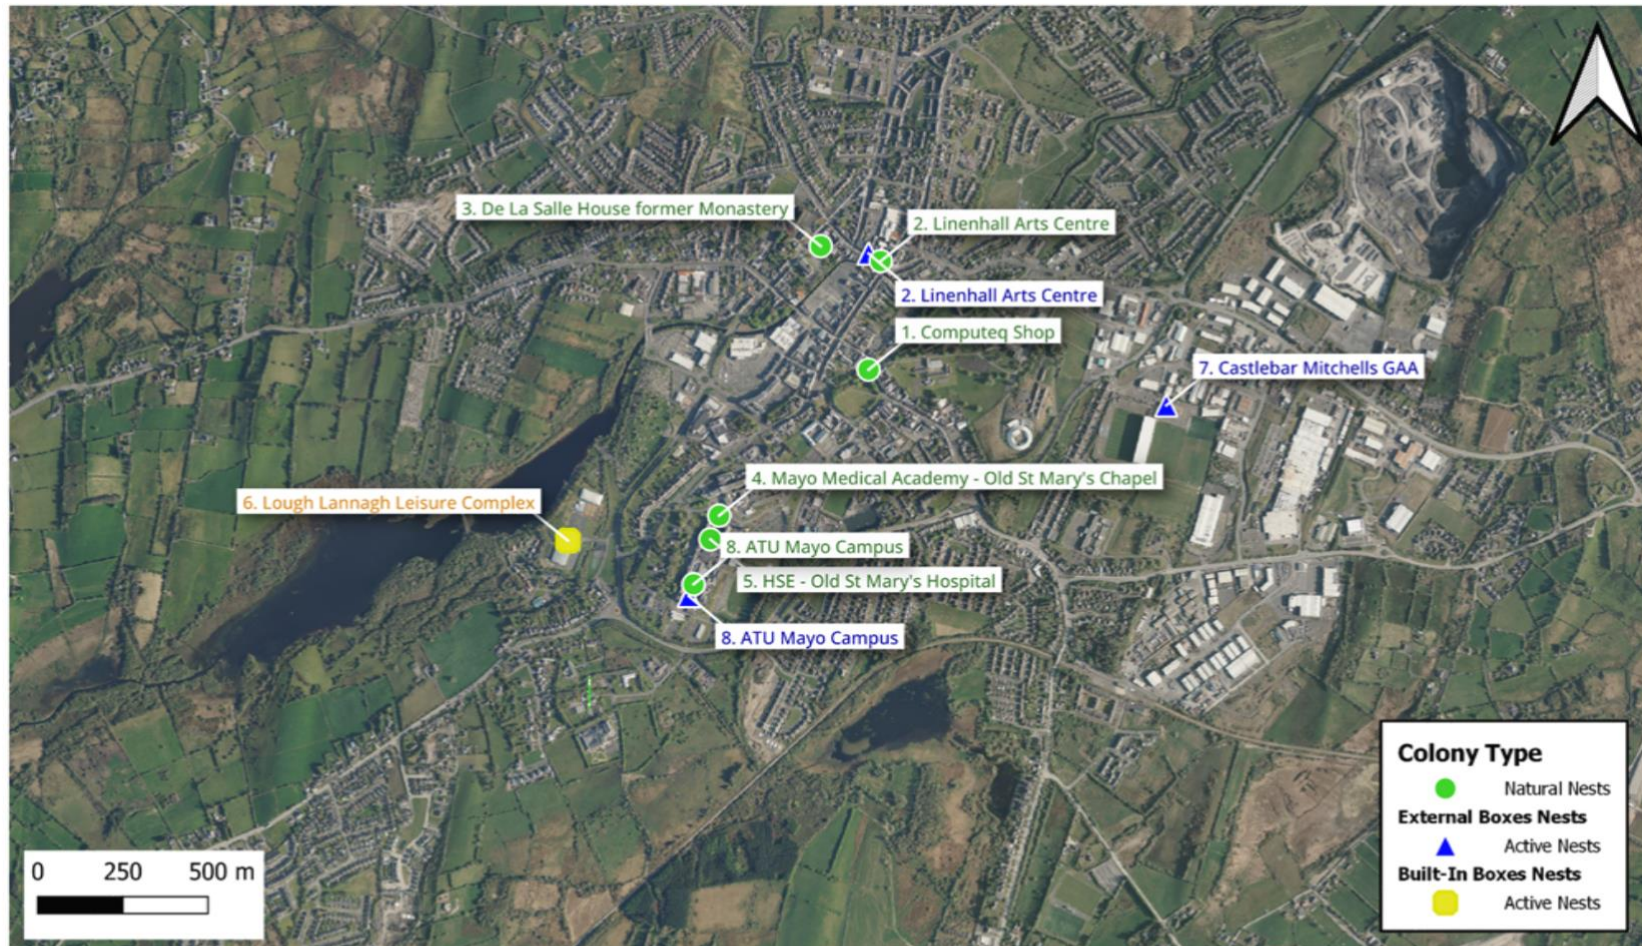 3. De La Salle House former Monastery
2. Linenhall Arts Centre
2. Linenhall Arts Centre
1. Computeq Shop
7. Castlebar Mitchells GAA
4. Mayo Medical Academy - Old St Mary's Chapel
6. Lough Lannagh Leisure Complex
8. ATU Mayo Campus
5. HSE - Old St Mary's Hospital
8. ATU Mayo Campus
Colony Type
Natural Nests
External Boxes Nests
Active Nests
Built-In Boxes Nests
Active Nests
0 250 500 m